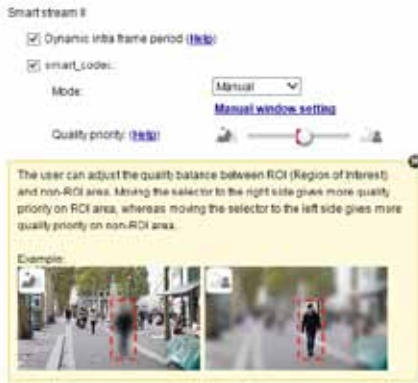 Smart stream II
Dynamic intra frame period (Help)
smart_codec:
Mode: Manual
Manual window setting
Quality priority: (Help)
The user can adjust the quality balance between ROI (Region of Interest)
and non-ROI area. Moving the selector to the right side gives more quality
priority on ROI area, whereas moving the selector to the left side gives more
quality priority on non-ROI area.
Example: